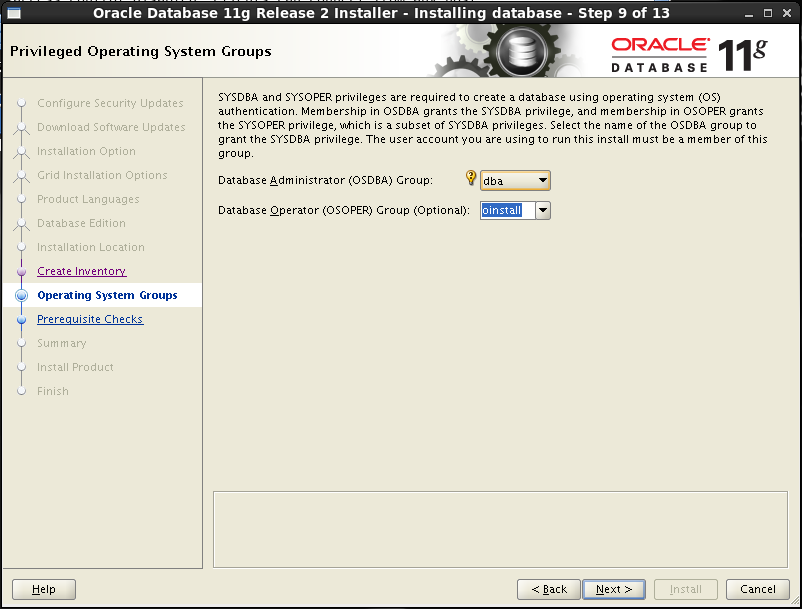 Oracle Database 11g Release 2 Installer - Installing database - Step 9 of 13
Privileged Operating System Groups
ORACLE
DATABASE
11g
Configure Security Updates
Download Software Updates
Installation Option
Grid Installation Options
Product Languages
Database Edition
Installation Location
Create Inventory
Operating System Groups
Prerequisite Checks
Summary
Install Product
Finish
SYSDBA and SYSOPER privileges are required to create a database using operating system (OS)
authentication. Membership in OSDBA grants the SYSDBA privilege, and membership in OSOPER grants
the SYSOPER privilege, which is a subset of SYSDBA privileges. Select the name of the OSDBA group to
grant the SYSDBA privilege. The user account you are using to run this install must be a member of this
group.
Database Administrator (OSDBA) Group: dba
Database Operator (OSOPER) Group (Optional): oinstall
Help
< Back
Next >
Install
Cancel